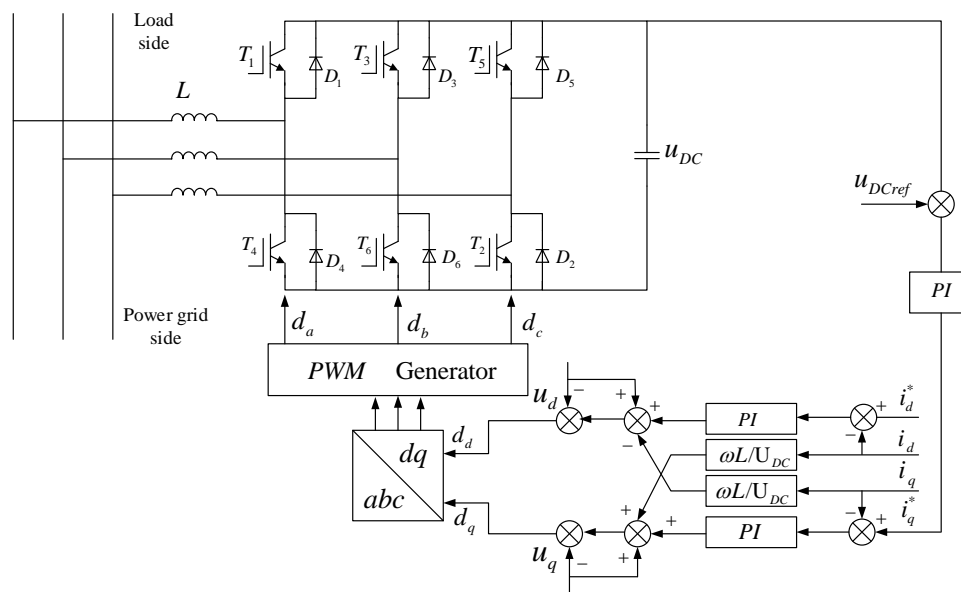 Load
side
T1
D1
T3
D3
T5
D5
L
uDC
uDCref
T4
D4
T6
D6
T2
D2
PI
Power grid
side
da
db
dc
PWM Generator
ud
−
+
+
−
PI
+
−
i*d
id
ωL/UDC
iq
ωL/UDC
i*q
dd
dq
abc
dq
uq
−
+
+
+
PI
−
+